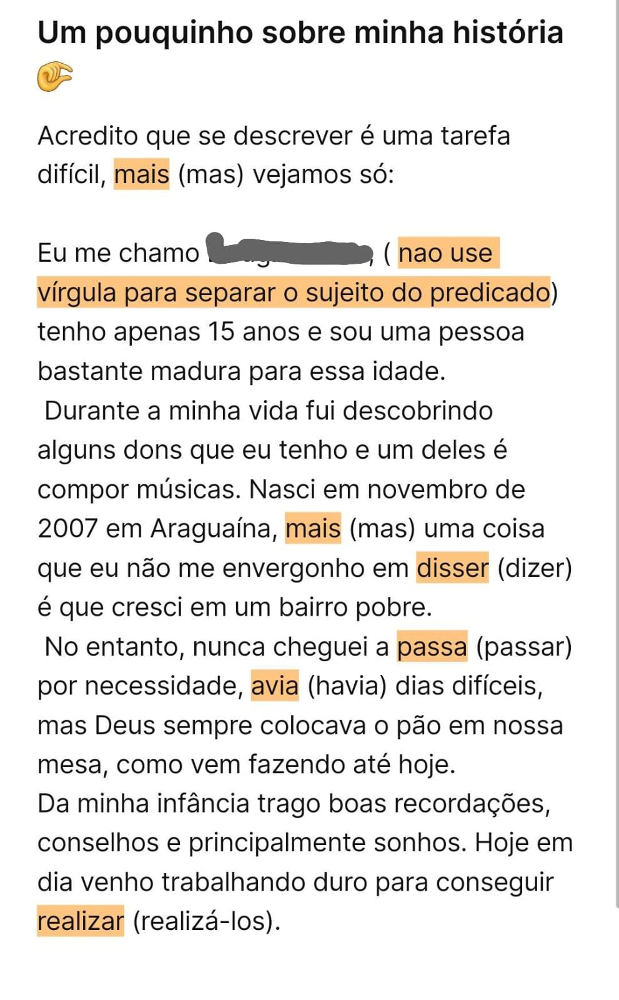 Um pouquinho sobre minha história
🤏
Acredito que se descrever é uma tarefa
difícil, mais (mas) vejamos só:
Eu me chamo , ( nao use
vírgula para separar o sujeito do predicado)
tenho apenas 15 anos e sou uma pessoa
bastante madura para essa idade.
Durante a minha vida fui descobrindo
alguns dons que eu tenho e um deles é
compor músicas. Nasci em novembro de
2007 em Araguaína, mais (mas) uma coisa
que eu não me envergonho em disser (dizer)
é que cresci em um bairro pobre.
No entanto, nunca cheguei a passa (passar)
por necessidade, avia (havia) dias difíceis,
mas Deus sempre colocava o pão em nossa
mesa, como vem fazendo até hoje.
Da minha infância trago boas recordações,
conselhos e principalmente sonhos. Hoje em
dia venho trabalhando duro para conseguir
realizar (realizá-los).